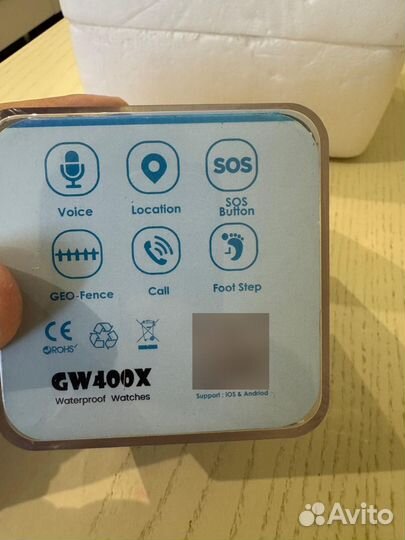 SOS
Voice
Location
SOS
Button
GEO-Fence
Call
Foot Step
CE
ROHS
GW400X
Waterproof Watches
Support : iOS & Andriod
Avito